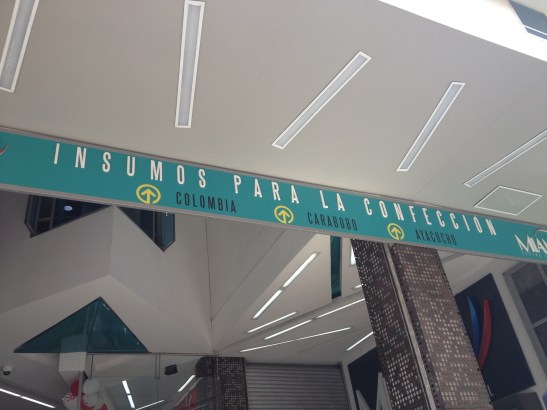 INSUMOS PARA LA CONFECCION
COLOMBIA CARABOBO AYACUCHO